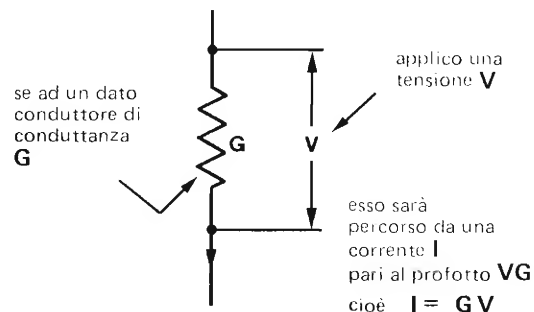 se ad un dato
conduttore di
conduttanza
G
G
V
applico una
tensione V
esso sarà
percorso da una
corrente I
pari al profotto VG
cioè I = GV